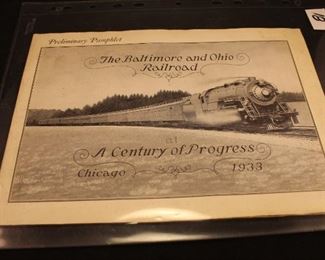 Preliminary Pamphlet
The Baltimore and Ohio
Railroad
at
A Century of Progress
Chicago 1933